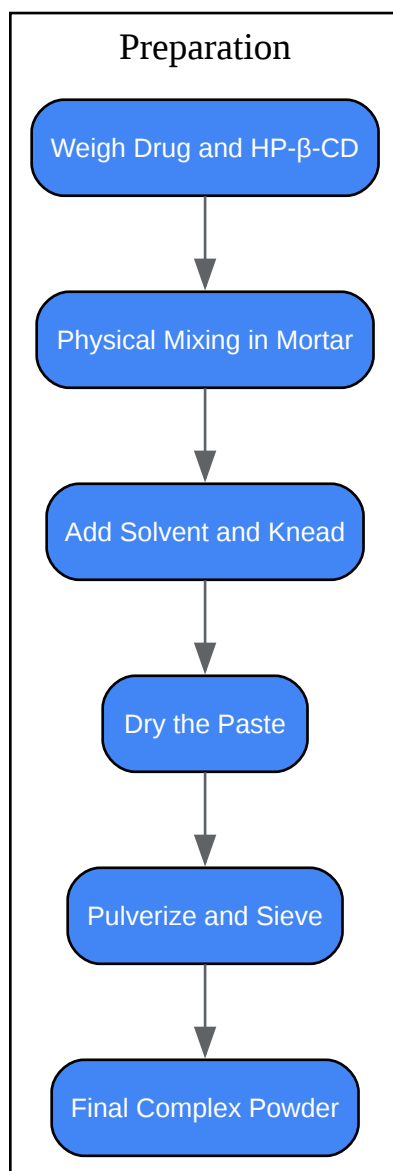 Preparation
Weigh Drug and HP-β-CD
Physical Mixing in Mortar
Add Solvent and Knead
Dry the Paste
Pulverize and Sieve
Final Complex Powder